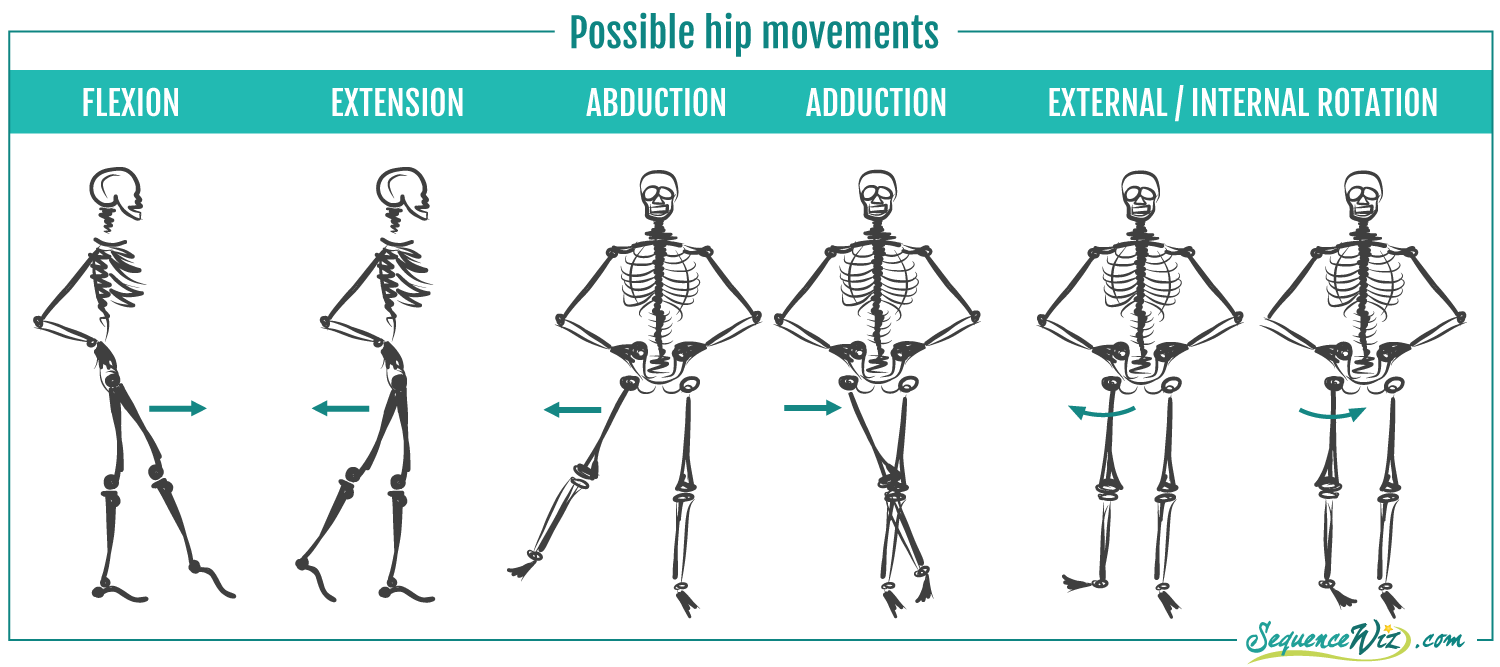 Possible hip movements
FLEXION EXTENSION ABDUCTION ADDUCTION EXTERNAL / INTERNAL ROTATION
SequenceWiz.com